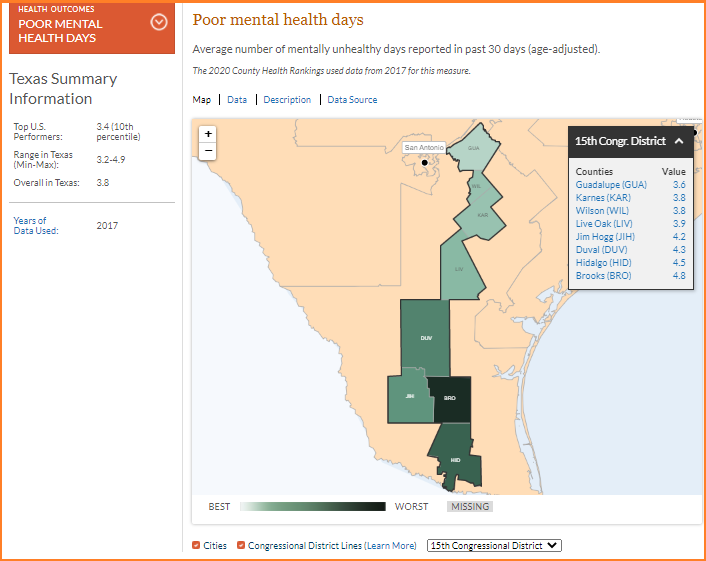 HEALTH OUTCOMES
POOR MENTAL
HEALTH DAYS
Texas Summary
Information
Top U.S.
Performers:
3.4 (10th
percentile)
Range in Texas
(Min-Max):
3.2-4.9
Overall in Texas:
3.8
Years of
Data Used:
2017
Poor mental health days
Average number of mentally unhealthy days reported in past 30 days (age-adjusted).
The 2020 County Health Rankings used data from 2017 for this measure.
Map | Data | Description | Data Source
+
−
San Antonio
GUA
WIL
KAR
LIV
DUV
JIH
BRO
HID
15th Congr. District
Counties Value
Guadalupe (GUA) 3.6
Karnes (KAR) 3.8
Wilson (WIL) 3.8
Live Oak (LIV) 3.9
Jim Hogg (JIH) 4.2
Duval (DUV) 4.3
Hidalgo (HID) 4.5
Brooks (BRO) 4.8
BEST WORST MISSING
Cities Congressional District Lines (Learn More) 15th Congressional District